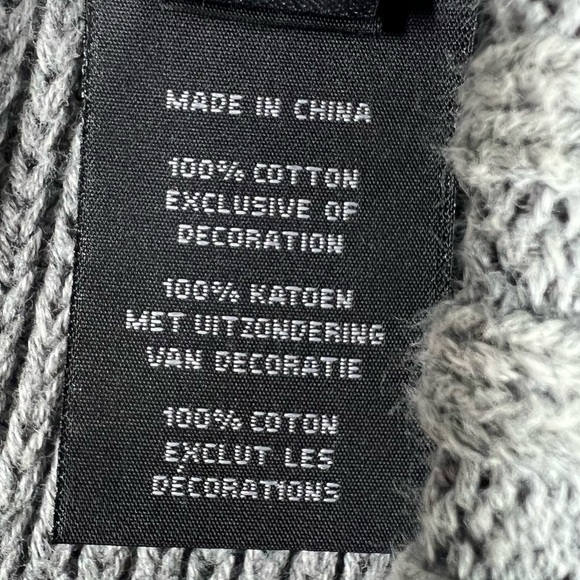 MADE IN CHINA
100% COTTON
EXCLUSIVE OF
DECORATION
100% KATOEN
MET UITZONDERING
VAN DECORATIE
100% COTON
EXCLUT LES
DÉCORATIONS